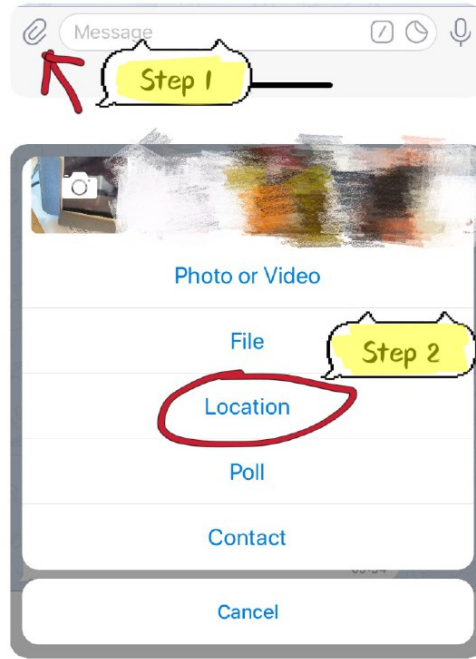 Message
Step 1
Photo or Video
File
Step 2
Location
Poll
Contact
Cancel